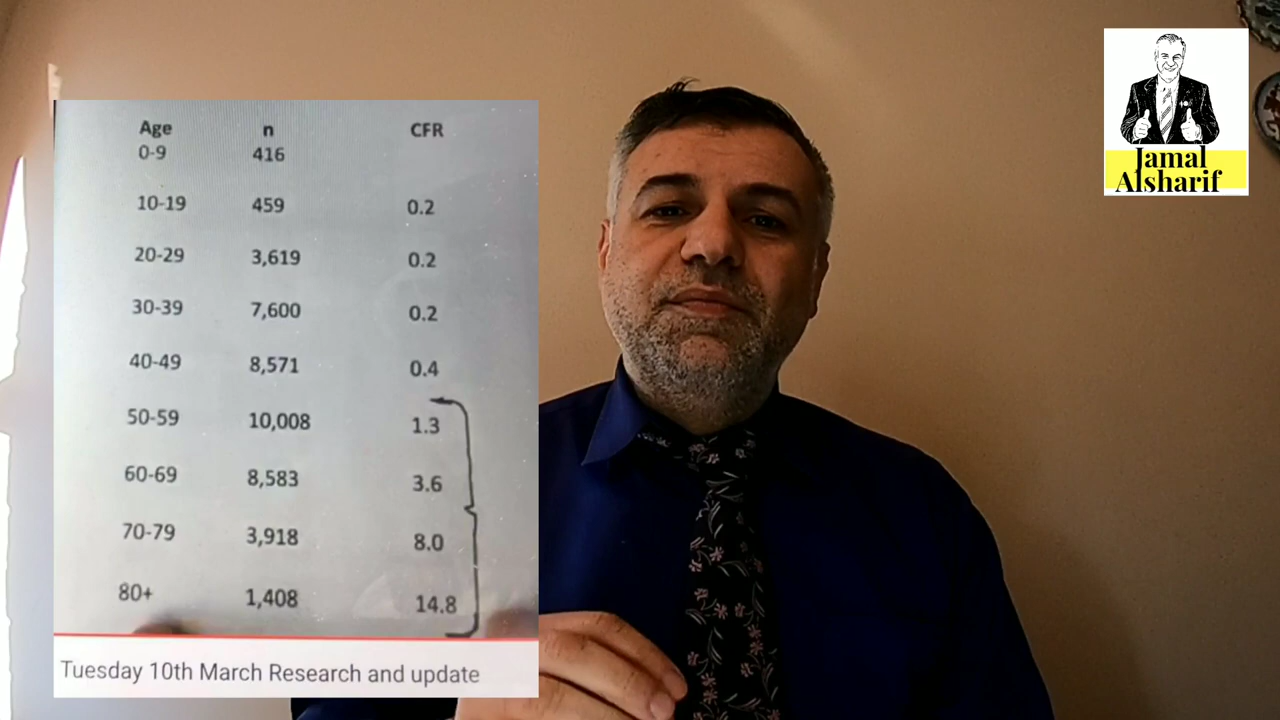 Age n CFR
0-9 416
10-19 459 0.2
20-29 3,619 0.2
30-39 7,600 0.2
40-49 8,571 0.4
50-59 10,008 1.3
60-69 8,583 3.6
70-79 3,918 8.0
80+ 1,408 14.8
Tuesday 10th March Research and update
Jamal
Alsharif